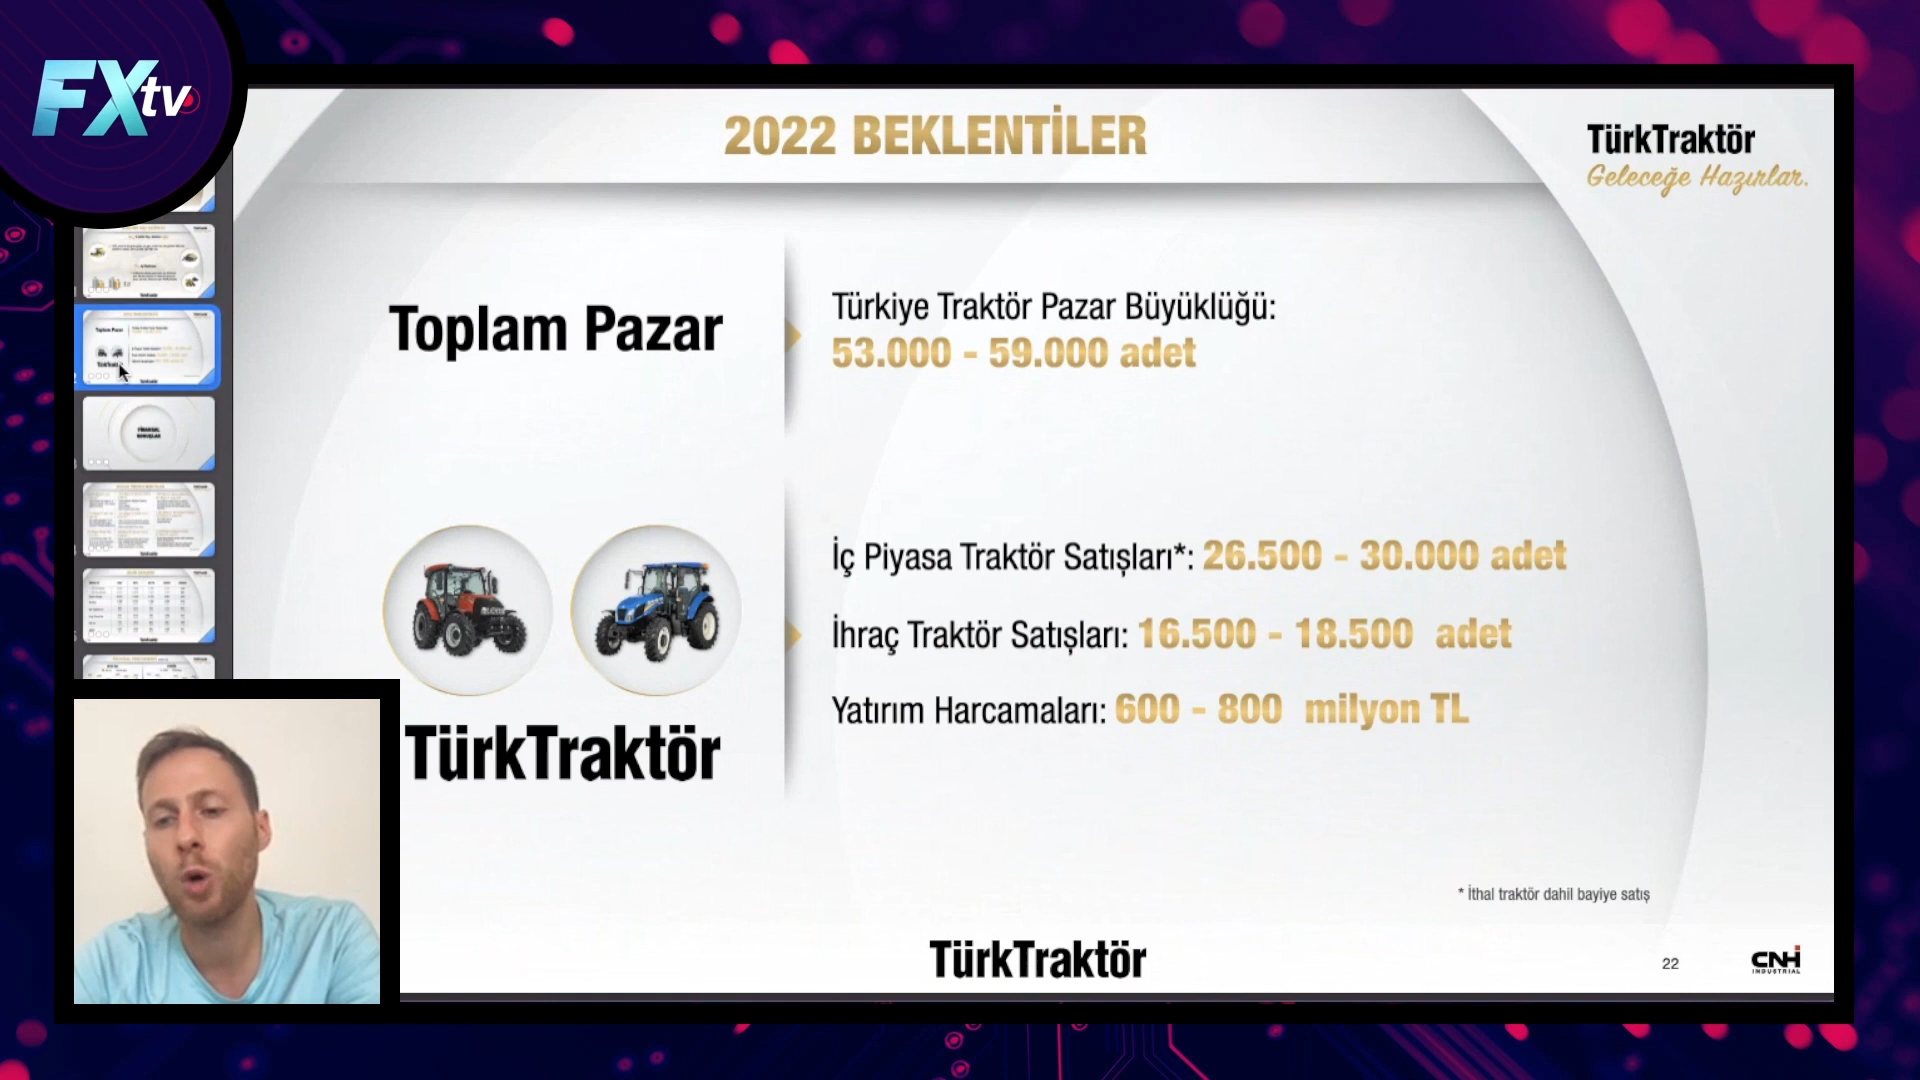 FXtv
2022 BEKLENTİLER
TürkTraktör
Geleceğe Hazırlar.
Toplam Pazar
Türkiye Traktör Pazar Büyüklüğü:
53.000 - 59.000 adet
İç Piyasa Traktör Satışları*: 26.500 - 30.000 adet
İhraç Traktör Satışları: 16.500 - 18.500 adet
Yatırım Harcamaları: 600 - 800 milyon TL
TürkTraktör
* İthal traktör dahil bayiye satış
TürkTraktör
22
CNH
INDUSTRIAL